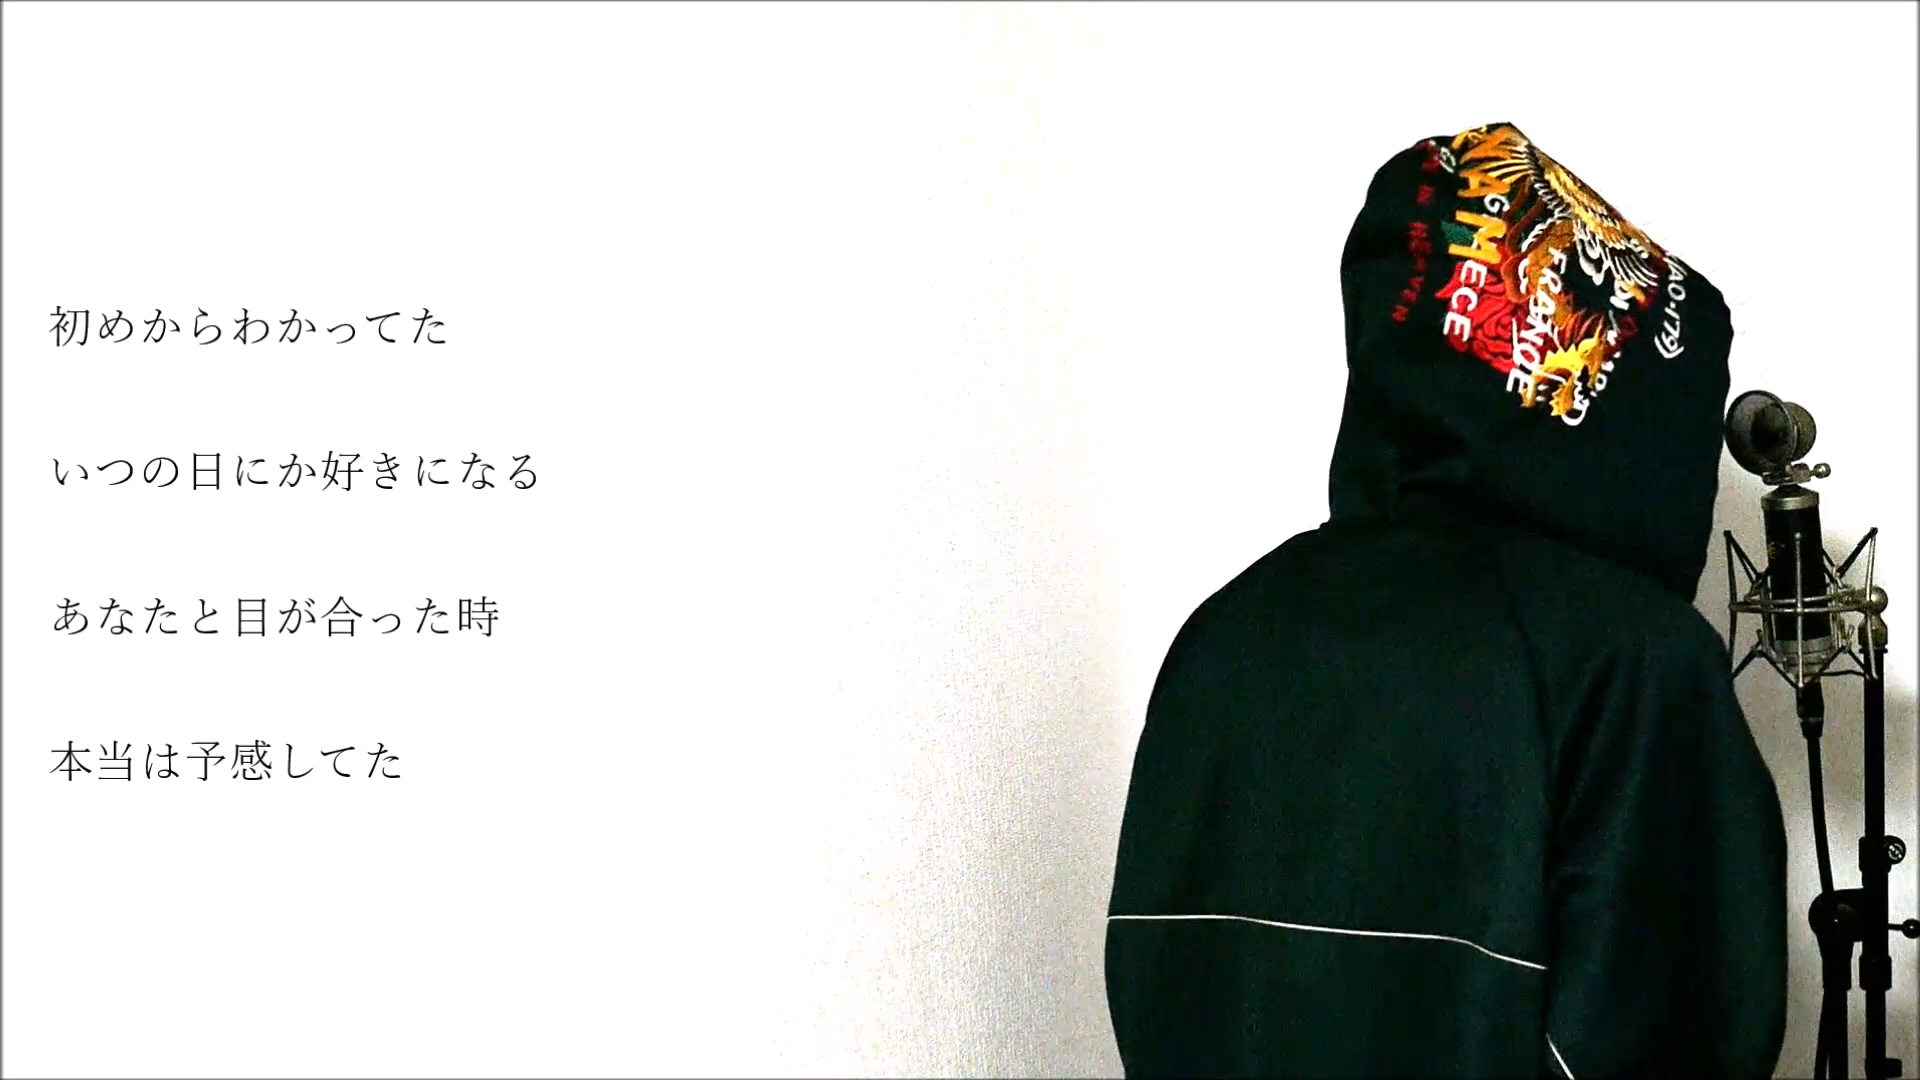 初めからわかってた
いつの日にか好きになる
あなたと目が合った時
本当は予感してた
ECE
FRANCE